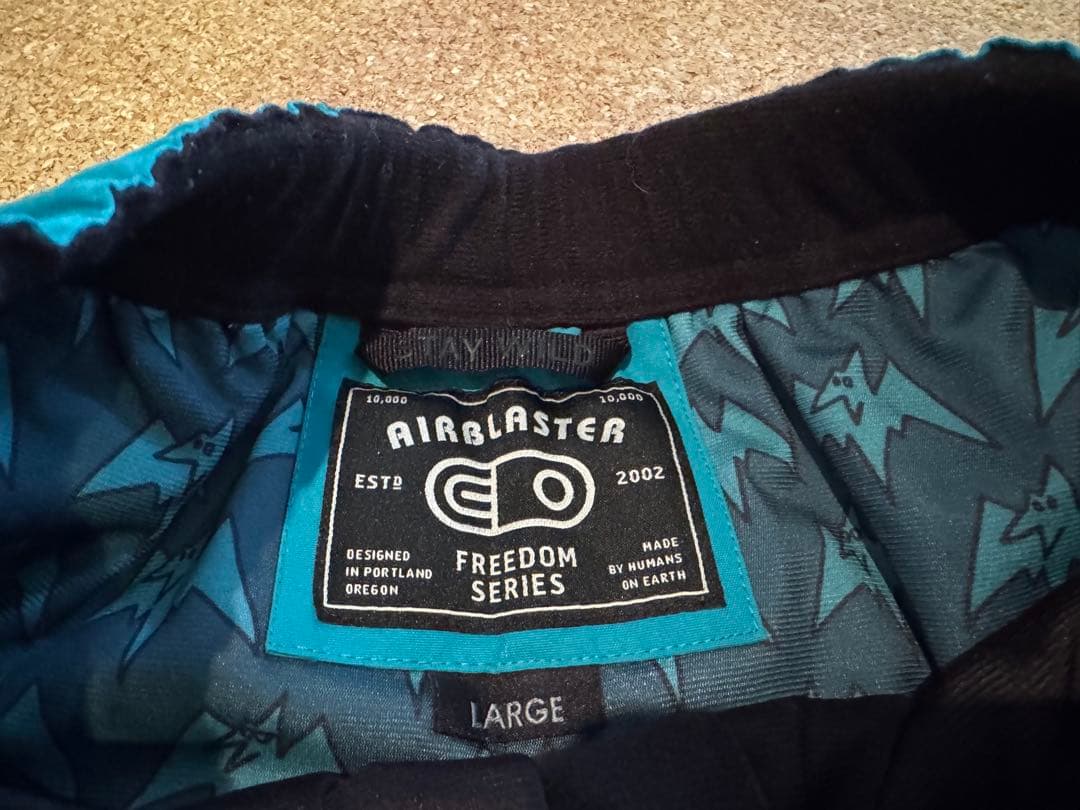 STAY WILD
10,000 10,000
AIRBLASTER
ESTD 2002
DESIGNED
IN PORTLAND
OREGON
FREEDOM
SERIES
MADE
BY HUMANS
ON EARTH
LARGE